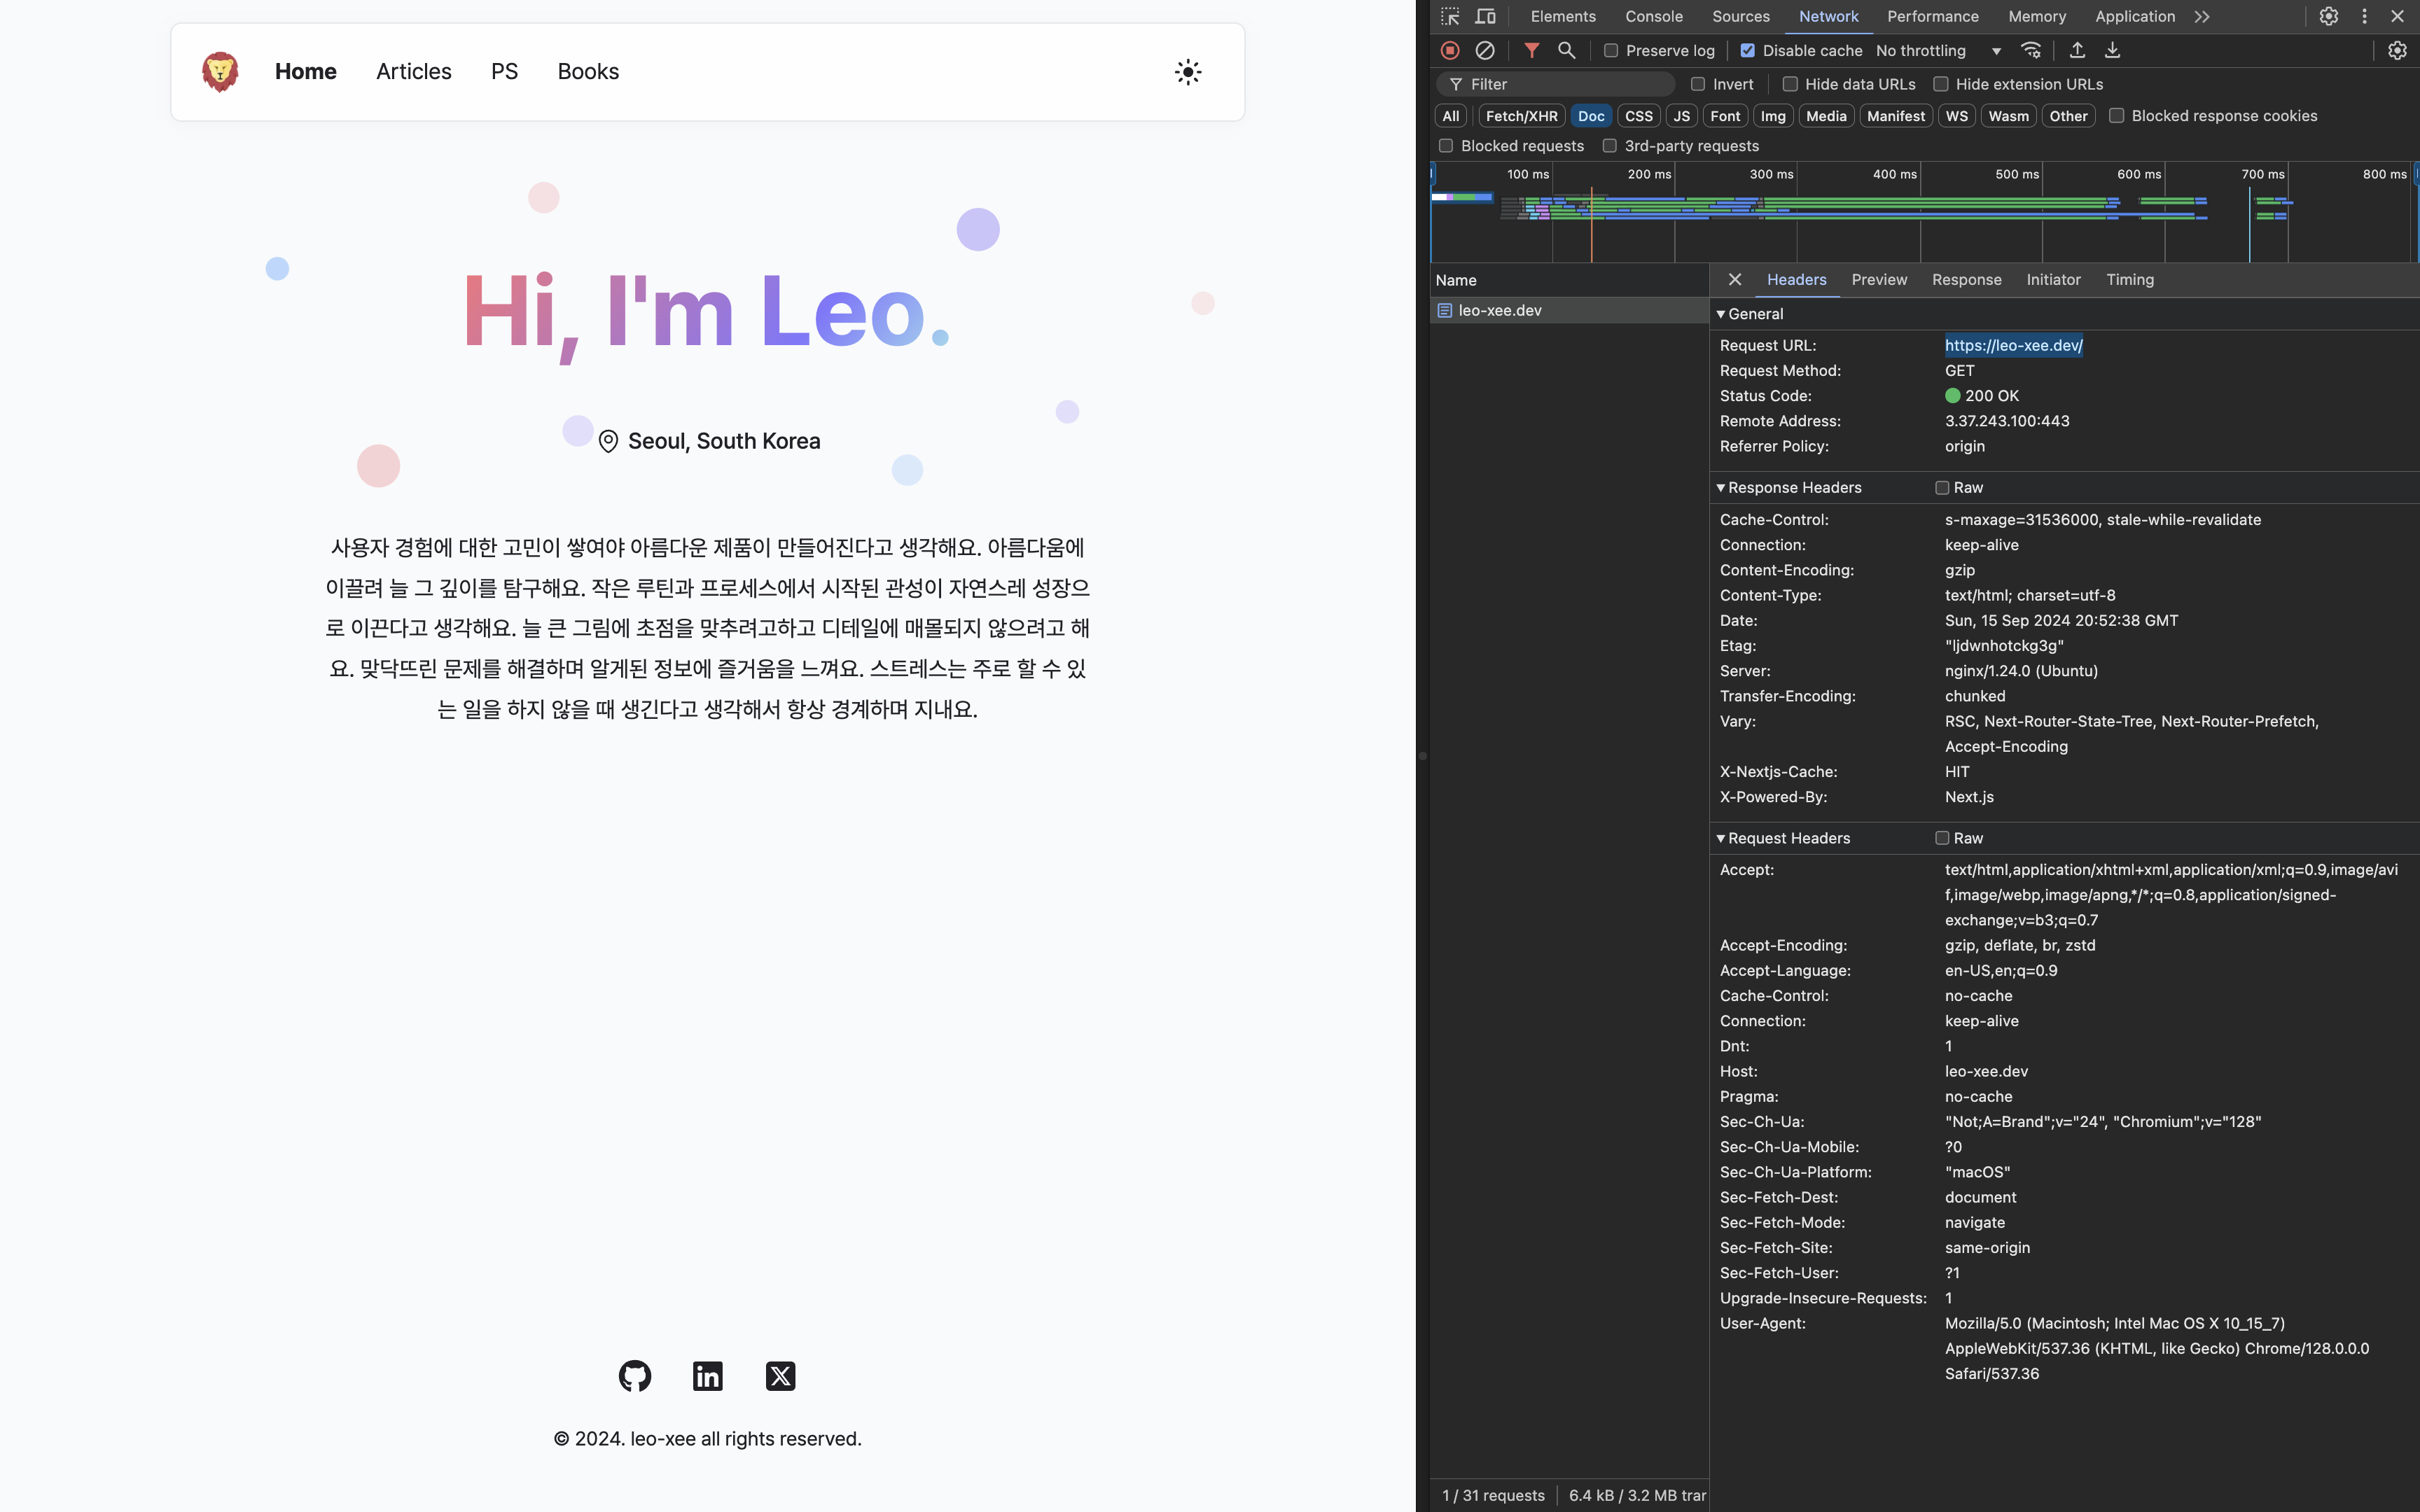 Home Articles PS Books
Hi, I'm Leo.
Seoul, South Korea
사용자 경험에 대한 고민이 쌓여야 아름다운 제품이 만들어진다고 생각해요. 아름다움에
이끌려 늘 그 깊이를 탐구해요. 작은 루틴과 프로세스에서 시작된 관성이 자연스레 성장으
로 이끈다고 생각해요. 늘 큰 그림에 초점을 맞추려고하고 디테일에 매몰되지 않으려고 해
요. 맞닥뜨린 문제를 해결하며 알게된 정보에 즐거움을 느껴요. 스트레스는 주로 할 수 있
는 일을 하지 않을 때 생긴다고 생각해서 항상 경계하며 지내요.
© 2024. leo-xee all rights reserved.
Elements Console Sources Network Performance Memory Application
Preserve log Disable cache No throttling
Filter Invert Hide data URLs Hide extension URLs
All Fetch/XHR Doc CSS JS Font Img Media Manifest WS Wasm Other Blocked response cookies
Blocked requests 3rd-party requests
100 ms 200 ms 300 ms 400 ms 500 ms 600 ms 700 ms 800 ms
Name
leo-xee.dev
Headers Preview Response Initiator Timing
General
Request URL: https://leo-xee.dev/
Request Method: GET
Status Code: 200 OK
Remote Address: 3.37.243.100:443
Referrer Policy: origin
Response Headers Raw
Cache-Control: s-maxage=31536000, stale-while-revalidate
Connection: keep-alive
Content-Encoding: gzip
Content-Type: text/html; charset=utf-8
Date: Sun, 15 Sep 2024 20:52:38 GMT
Etag: "ljdwnhotckg3g"
Server: nginx/1.24.0 (Ubuntu)
Transfer-Encoding: chunked
Vary: RSC, Next-Router-State-Tree, Next-Router-Prefetch,
Accept-Encoding
X-Nextjs-Cache: HIT
X-Powered-By: Next.js
Request Headers Raw
Accept: text/html,application/xhtml+xml,application/xml;q=0.9,image/avi
f,image/webp,image/apng,*/*;q=0.8,application/signed-
exchange;v=b3;q=0.7
Accept-Encoding: gzip, deflate, br, zstd
Accept-Language: en-US,en;q=0.9
Cache-Control: no-cache
Connection: keep-alive
Dnt: 1
Host: leo-xee.dev
Pragma: no-cache
Sec-Ch-Ua: "Not;A=Brand";v="24", "Chromium";v="128"
Sec-Ch-Ua-Mobile: ?0
Sec-Ch-Ua-Platform: "macOS"
Sec-Fetch-Dest: document
Sec-Fetch-Mode: navigate
Sec-Fetch-Site: same-origin
Sec-Fetch-User: ?1
Upgrade-Insecure-Requests: 1
User-Agent: Mozilla/5.0 (Macintosh; Intel Mac OS X 10_15_7)
AppleWebKit/537.36 (KHTML, like Gecko) Chrome/128.0.0.0
Safari/537.36
1 / 31 requests 6.4 kB / 3.2 MB trar